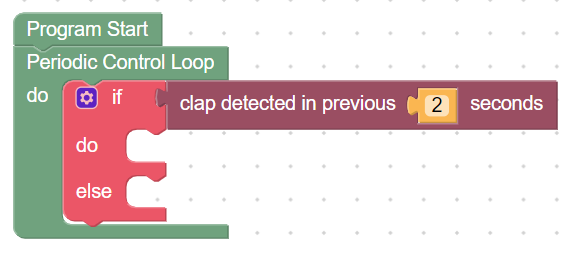 Program Start
Periodic Control Loop
do if clap detected in previous 2 seconds
do
else